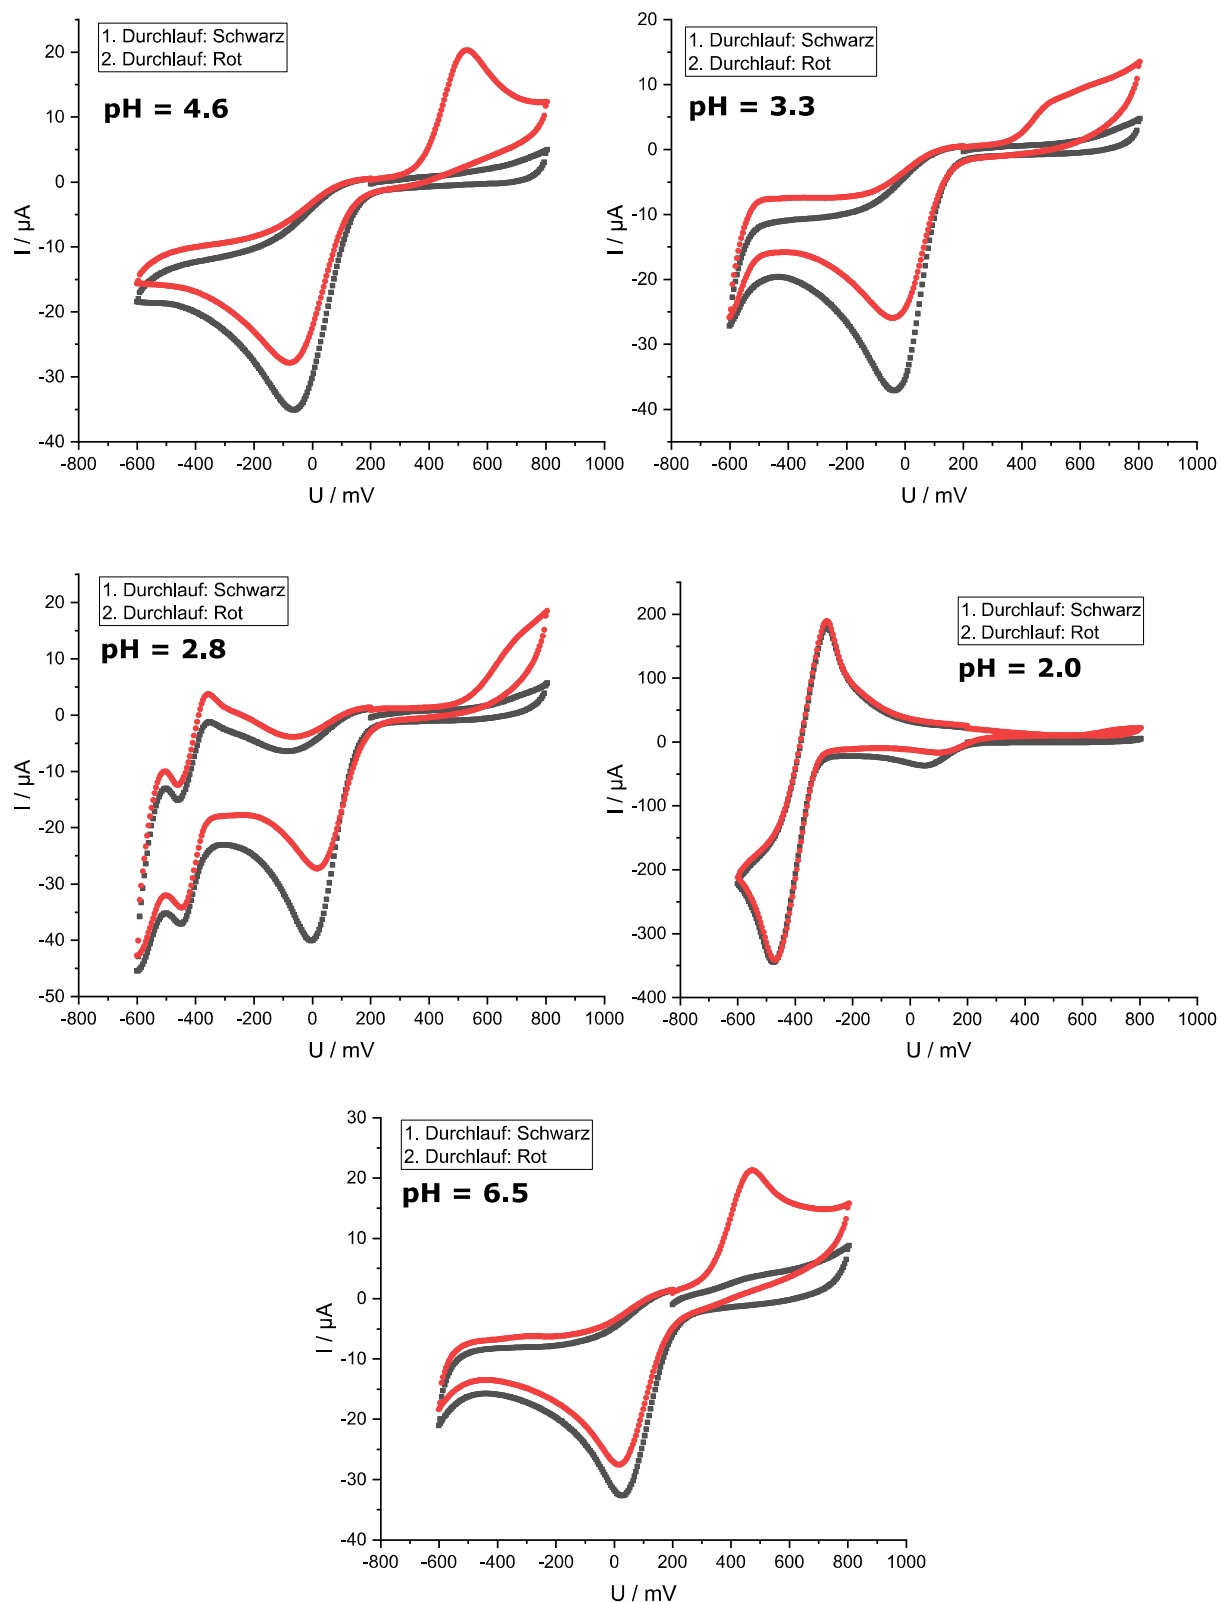 1. Durchlauf: Schwarz
2. Durchlauf: Rot
pH = 4.6
20
10
0
-10
-20
-30
-40
I / µA
-800 -600 -400 -200 0 200 400 600 800 1000
U / mV
1. Durchlauf: Schwarz
2. Durchlauf: Rot
pH = 3.3
20
10
0
-10
-20
-30
-40
I / µA
-800 -600 -400 -200 0 200 400 600 800 1000
U / mV
1. Durchlauf: Schwarz
2. Durchlauf: Rot
pH = 2.8
20
10
0
-10
-20
-30
-40
-50
I / µA
-800 -600 -400 -200 0 200 400 600 800 1000
U / mV
1. Durchlauf: Schwarz
2. Durchlauf: Rot
pH = 2.0
200
100
0
-100
-200
-300
-400
I / µA
-800 -600 -400 -200 0 200 400 600 800 1000
U / mV
1. Durchlauf: Schwarz
2. Durchlauf: Rot
pH = 6.5
30
20
10
0
-10
-20
-30
-40
I / µA
-800 -600 -400 -200 0 200 400 600 800 1000
U / mV